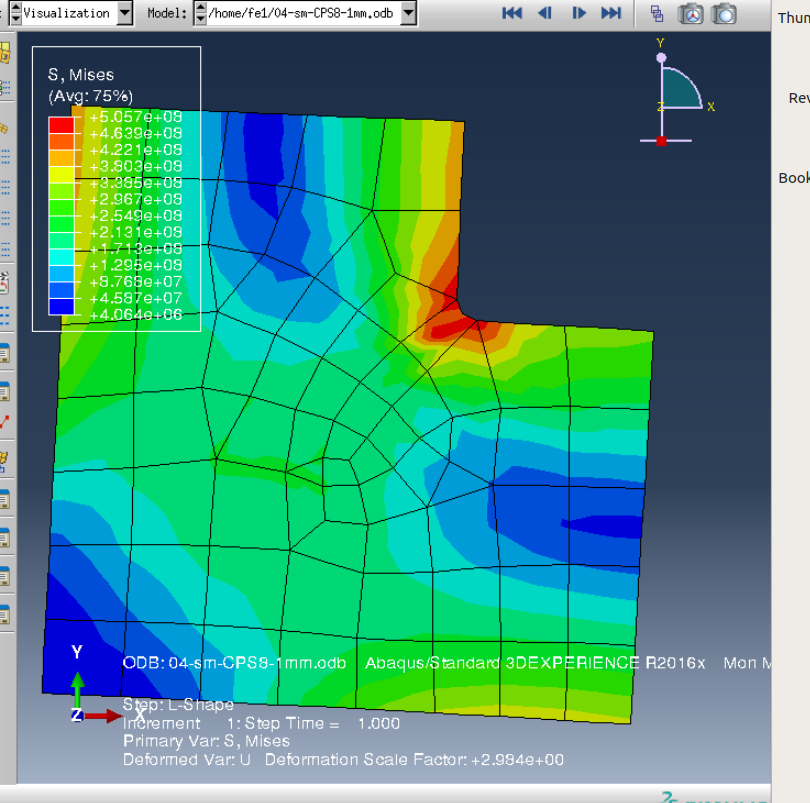 : Visualization Model: /home/fe1/04-sm-CPS8-1mm.odb
Thum
Rev
Book
Y
Z X
S, Mises
(Avg: 75%)
+5.057e+08
+4.639e+08
+4.221e+08
+3.803e+08
+3.385e+08
+2.967e+08
+2.549e+08
+2.131e+08
+1.713e+08
+1.295e+08
+8.768e+07
+4.587e+07
+4.064e+06
Y
Z X
ODB: 04-sm-CPS8-1mm.odb Abaqus/Standard 3DEXPERIENCE R2016x Mon M
Step: L-Shape
Increment 1: Step Time = 1.000
Primary Var: S, Mises
Deformed Var: U Deformation Scale Factor: +2.984e+00